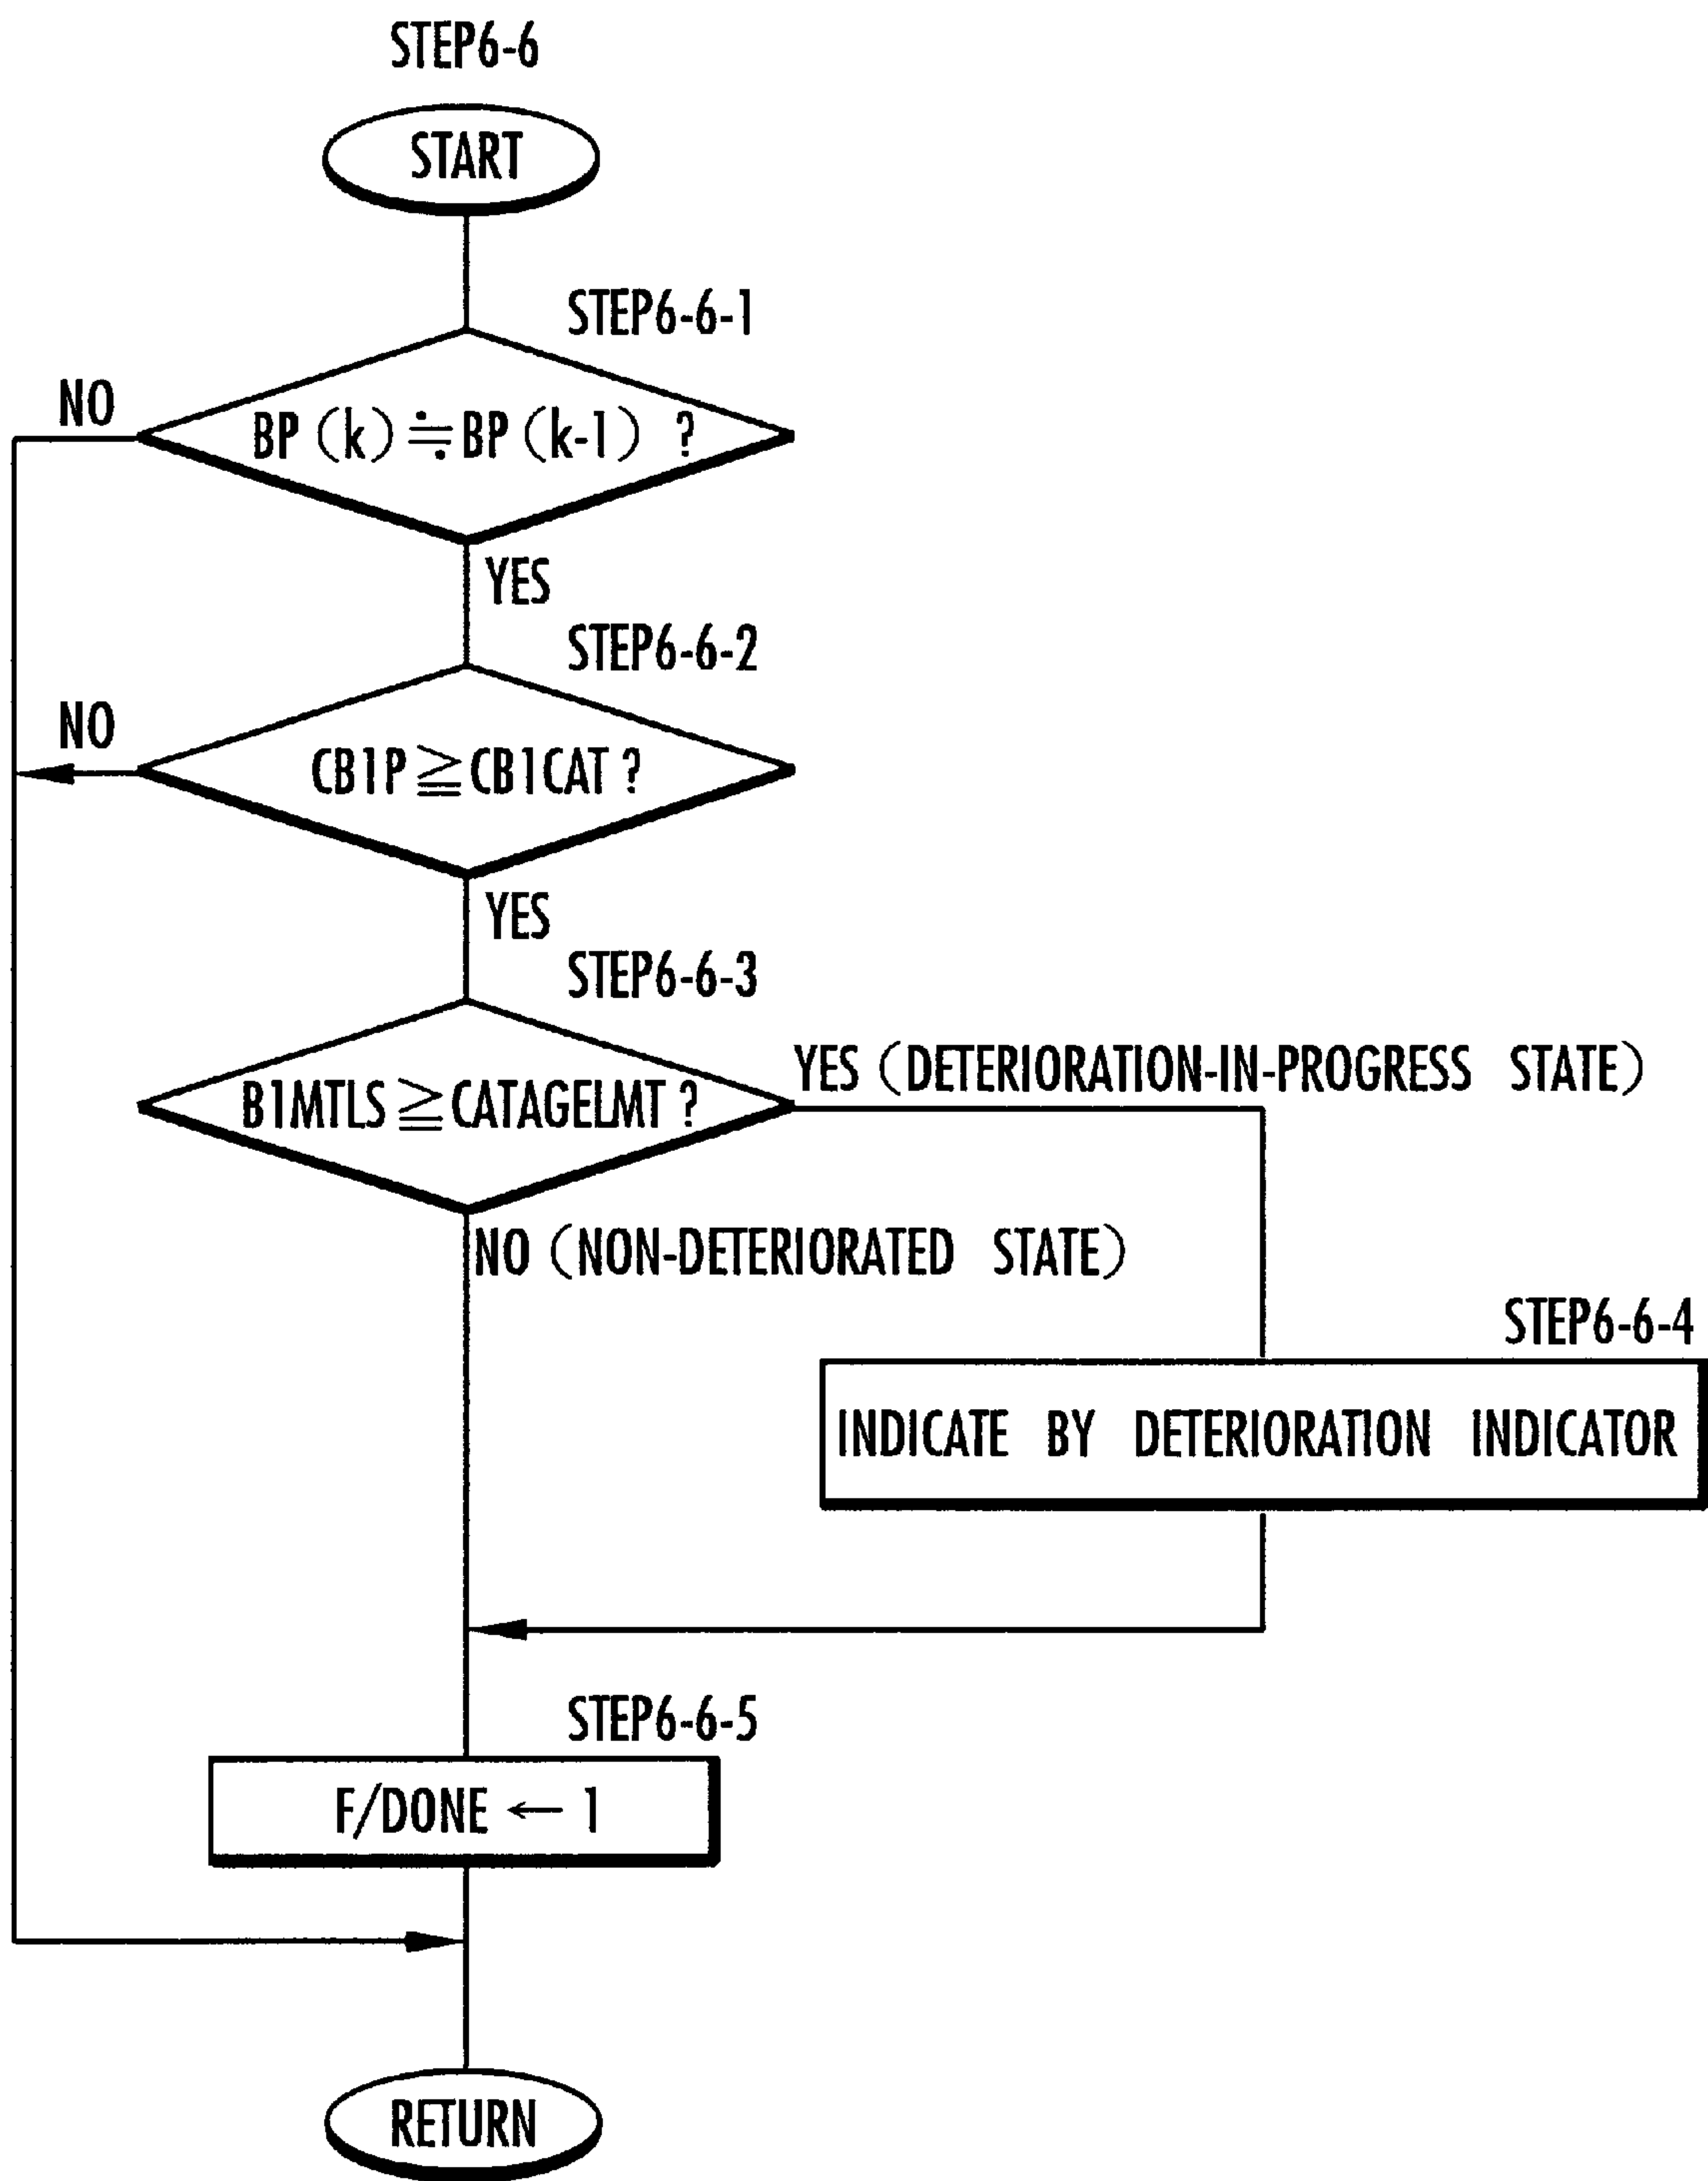 STEP6-6
START
STEP6-6-1
NO
BP (k) ≒ BP (k-1) ?
YES
STEP6-6-2
NO
CB1P ≧ CB1CAT ?
YES
STEP6-6-3
YES (DETERIORATION-IN-PROGRESS STATE)
B1MTLS ≧ CATAGELMT ?
NO (NON-DETERIORATED STATE)
STEP6-6-4
INDICATE BY DETERIORATION INDICATOR
STEP6-6-5
F/DONE ← 1
RETURN